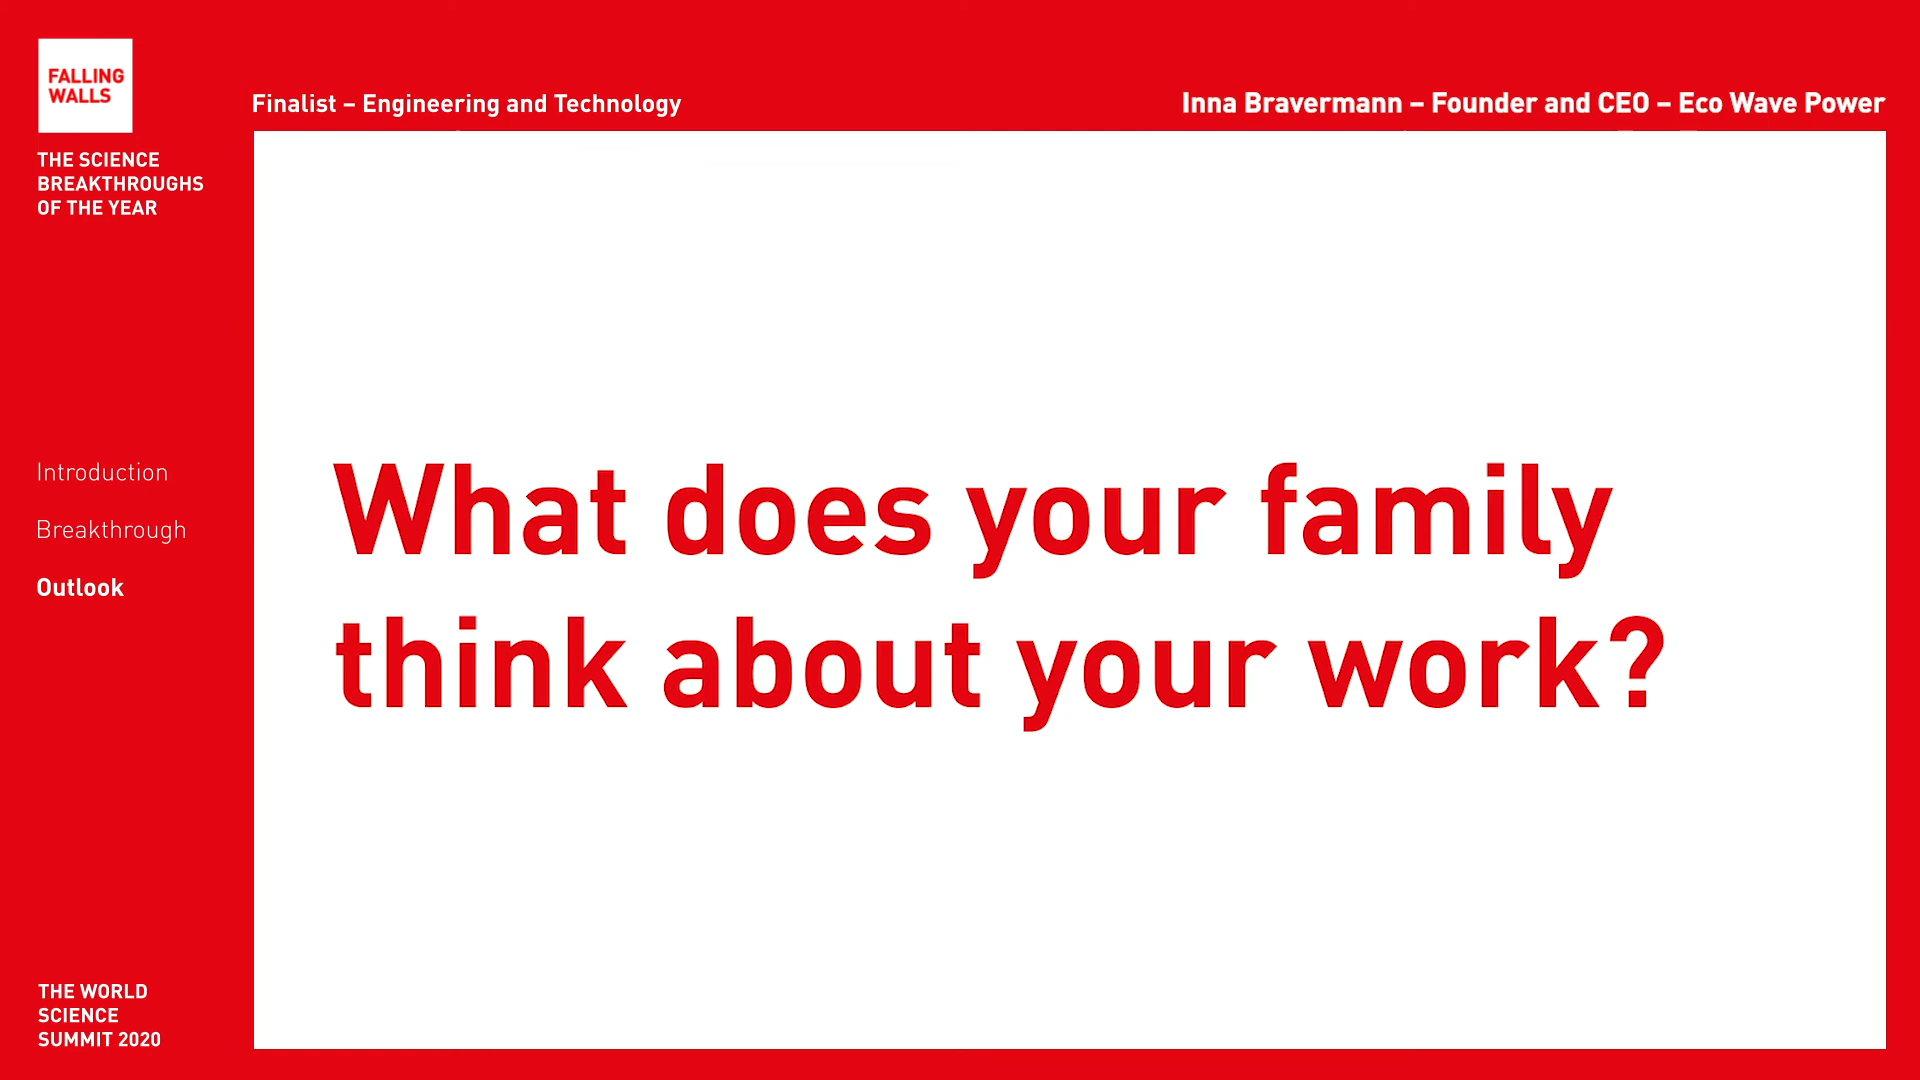 FALLING
WALLS
THE SCIENCE
BREAKTHROUGHS
OF THE YEAR
Finalist – Engineering and Technology
Inna Bravermann – Founder and CEO – Eco Wave Power
Introduction
Breakthrough
Outlook
What does your family
think about your work?
THE WORLD
SCIENCE
SUMMIT 2020